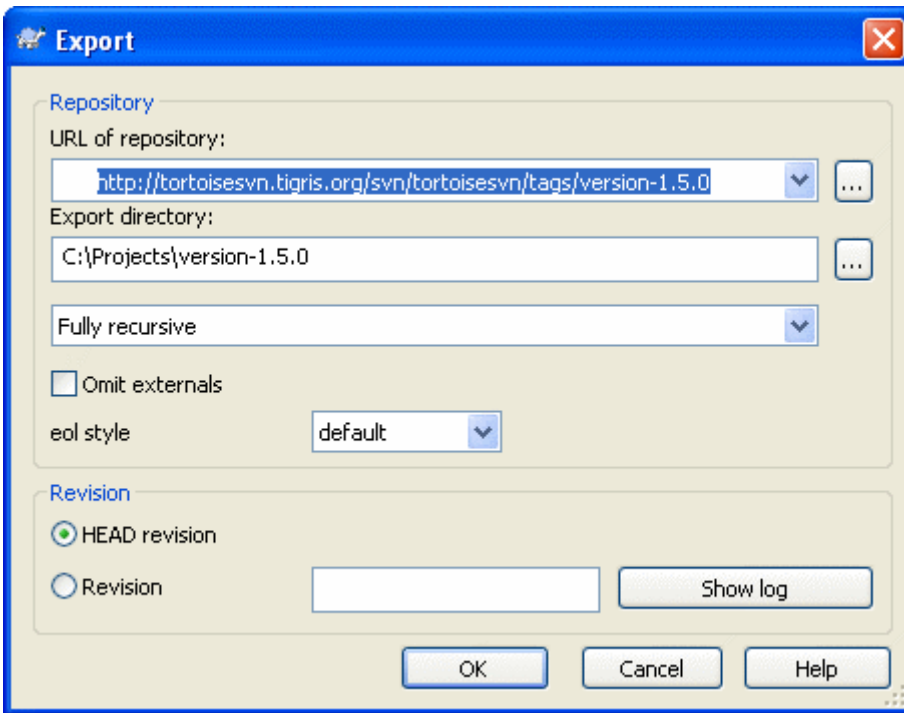 Export
Repository
URL of repository:
http://tortoisesvn.tigris.org/svn/tortoisesvn/tags/version-1.5.0
...
Export directory:
C:\Projects\version-1.5.0
...
Fully recursive
Omit externals
eol style default
Revision
HEAD revision
Revision Show log
OK Cancel Help